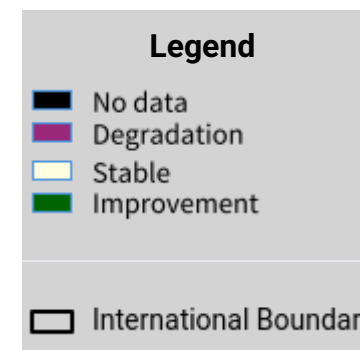 Legend
No data
Degradation
Stable
Improvement
International Boundar